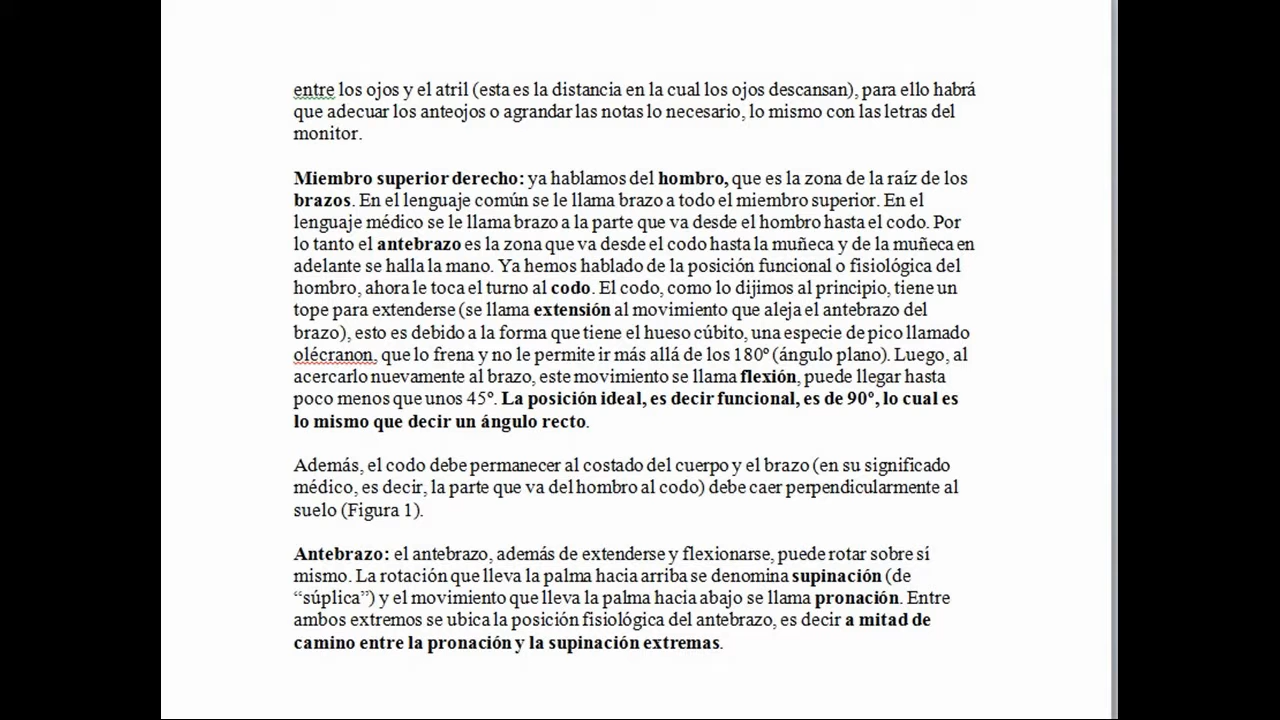 entre los ojos y el atril (esta es la distancia en la cual los ojos descansan), para ello habrá
que adecuar los anteojos o agrandar las notas lo necesario, lo mismo con las letras del
monitor.
Miembro superior derecho: ya hablamos del hombro, que es la zona de la raíz de los
brazos. En el lenguaje común se le llama brazo a todo el miembro superior. En el
lenguaje médico se le llama brazo a la parte que va desde el hombro hasta el codo. Por
lo tanto el antebrazo es la zona que va desde el codo hasta la muñeca y de la muñeca en
adelante se halla la mano. Ya hemos hablado de la posición funcional o fisiológica del
hombro, ahora le toca el turno al codo. El codo, como lo dijimos al principio, tiene un
tope para extenderse (se llama extensión al movimiento que aleja el antebrazo del
brazo), esto es debido a la forma que tiene el hueso cúbito, una especie de pico llamado
olécranon, que lo frena y no le permite ir más allá de los 180º (ángulo plano). Luego, al
acercarlo nuevamente al brazo, este movimiento se llama flexión, puede llegar hasta
poco menos que unos 45º. La posición ideal, es decir funcional, es de 90º, lo cual es
lo mismo que decir un ángulo recto.
Además, el codo debe permanecer al costado del cuerpo y el brazo (en su significado
médico, es decir, la parte que va del hombro al codo) debe caer perpendicularmente al
suelo (Figura 1).
Antebrazo: el antebrazo, además de extenderse y flexionarse, puede rotar sobre sí
mismo. La rotación que lleva la palma hacia arriba se denomina supinación (de
“súplica”) y el movimiento que lleva la palma hacia abajo se llama pronación. Entre
ambos extremos se ubica la posición fisiológica del antebrazo, es decir a mitad de
camino entre la pronación y la supinación extremas.